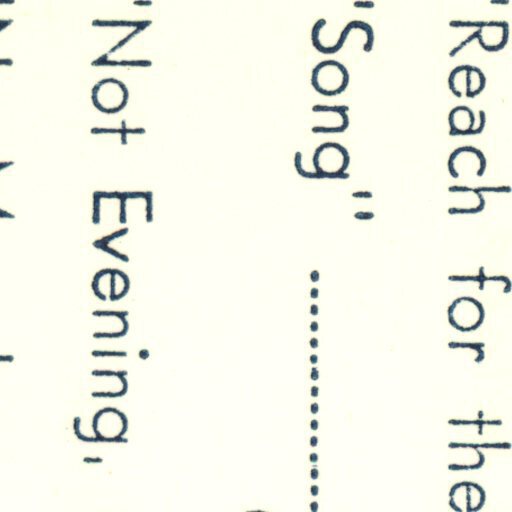 "Reach for the
"Song" ................
"Not Evening,